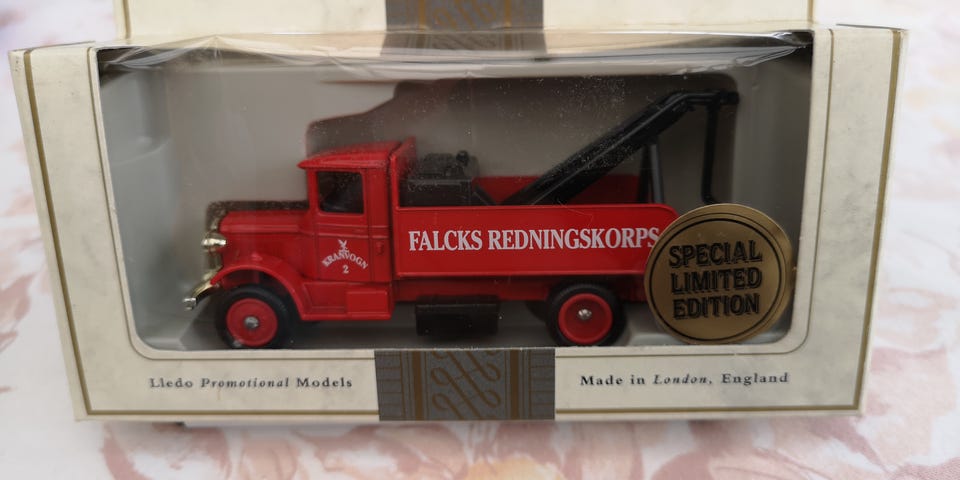 FALCKS REDNINGSKORPS
KRANVOGN
2
SPECIAL
LIMITED
EDITION
Lledo Promotional Models
Made in London, England